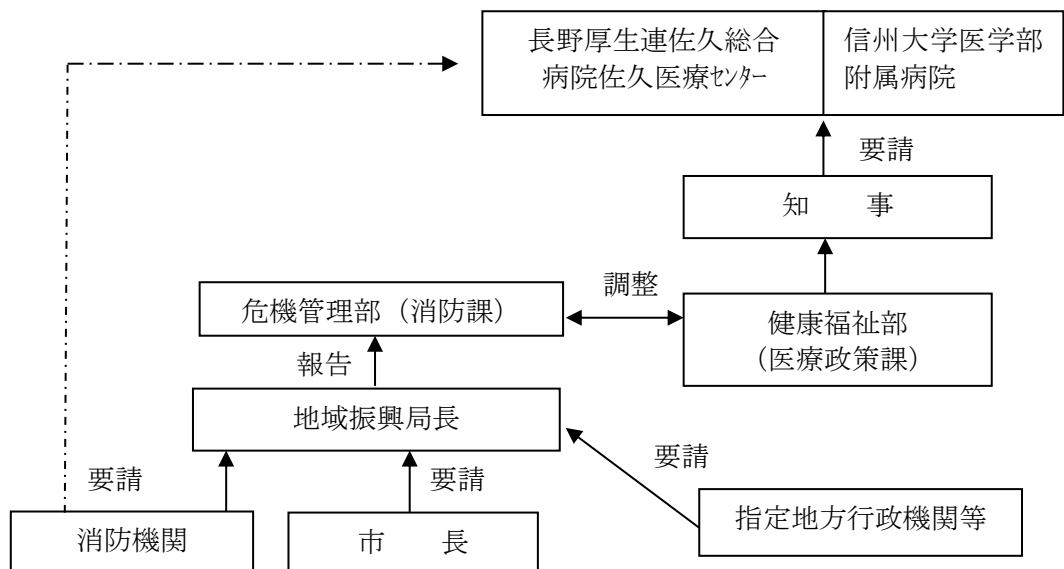 長野厚生連佐久総合
病院佐久医療ｾﾝﾀｰ
信州大学医学部
附属病院
要請
知　　事
調整
危機管理部（消防課）
健康福祉部
（医療政策課）
報告
地域振興局長
要請
要請
要請
指定地方行政機関等
消防機関
市　　長